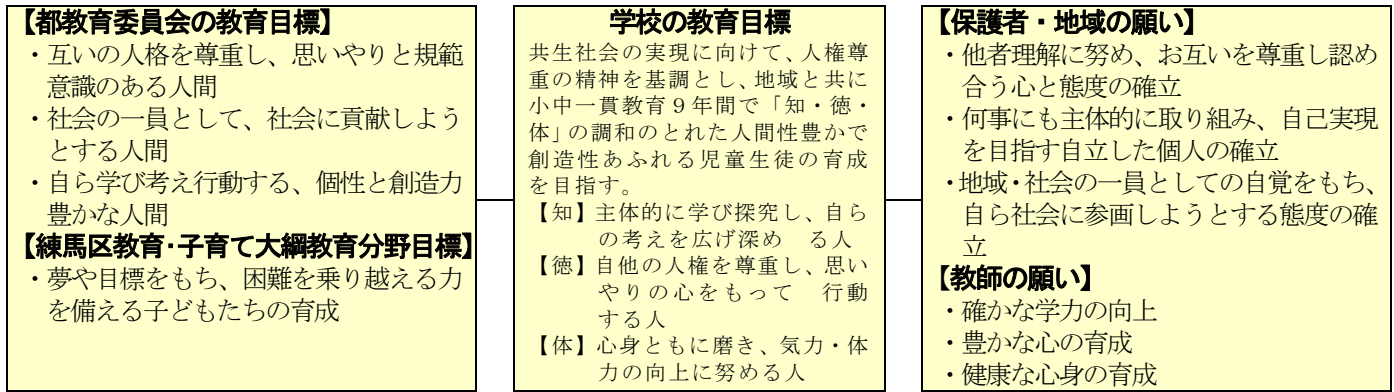 【都教育委員会の教育目標】
・互いの人格を尊重し、思いやりと規範
意識のある人間
・社会の一員として、社会に貢献しよう
とする人間
・自ら学び考え行動する、個性と創造力
豊かな人間
【練馬区教育・子育て大綱教育分野目標】
・夢や目標をもち、困難を乗り越える力
を備える子どもたちの育成
学校の教育目標
共生社会の実現に向けて、人権尊
重の精神を基調とし、地域と共に
小中一貫教育９年間で「知・徳・
体」の調和のとれた人間性豊かで
創造性あふれる児童生徒の育成
を目指す。
【知】主体的に学び探究し、自ら
の考えを広げ深め　る人
【徳】自他の人権を尊重し、思い
やりの心をもって　行動
する人
【体】心身ともに磨き、気力・体
力の向上に努める人
【保護者・地域の願い】
・他者理解に努め、お互いを尊重し認め
合う心と態度の確立
・何事にも主体的に取り組み、自己実現
を目指す自立した個人の確立
・地域・社会の一員としての自覚をもち、
自ら社会に参画しようとする態度の確
立
【教師の願い】
・確かな学力の向上
・豊かな心の育成
・健康な心身の育成